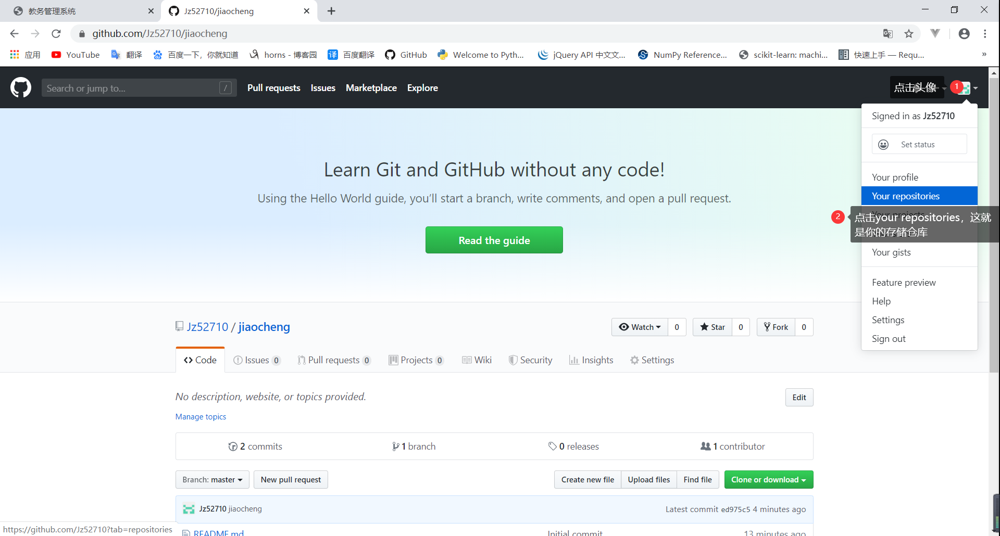 教务管理系统
Jz52710/jiaocheng
github.com/Jz52710/jiaocheng
应用
YouTube
翻译
百度一下，你就知道
horns - 博客园
译 百度翻译
GitHub
Welcome to Pyth...
jQuery API 中文文...
NumPy Reference...
scikit-learn: machi...
快速上手 — Requ...
»
Search or jump to... /
Pull requests Issues Marketplace Explore
点击头像
1
Signed in as Jz52710
Set status
Your profile
Your repositories
Your projects
2
点击your repositories，这就
是你的存储仓库
Your gists
Feature preview
Help
Settings
Sign out
Learn Git and GitHub without any code!
Using the Hello World guide, you’ll start a branch, write comments, and open a pull request.
Read the guide
Jz52710 / jiaocheng
Watch 0 Star 0 Fork 0
Code Issues 0 Pull requests 0 Projects 0 Wiki Security Insights Settings
No description, website, or topics provided.
Edit
Manage topics
2 commits 1 branch 0 releases 1 contributor
Branch: master New pull request Create new file Upload files Find file Clone or download
Jz52710 jiaocheng Latest commit ed975c5 4 minutes ago
README.md Initial commit 13 minutes ago
https://github.com/Jz52710?tab=repositories